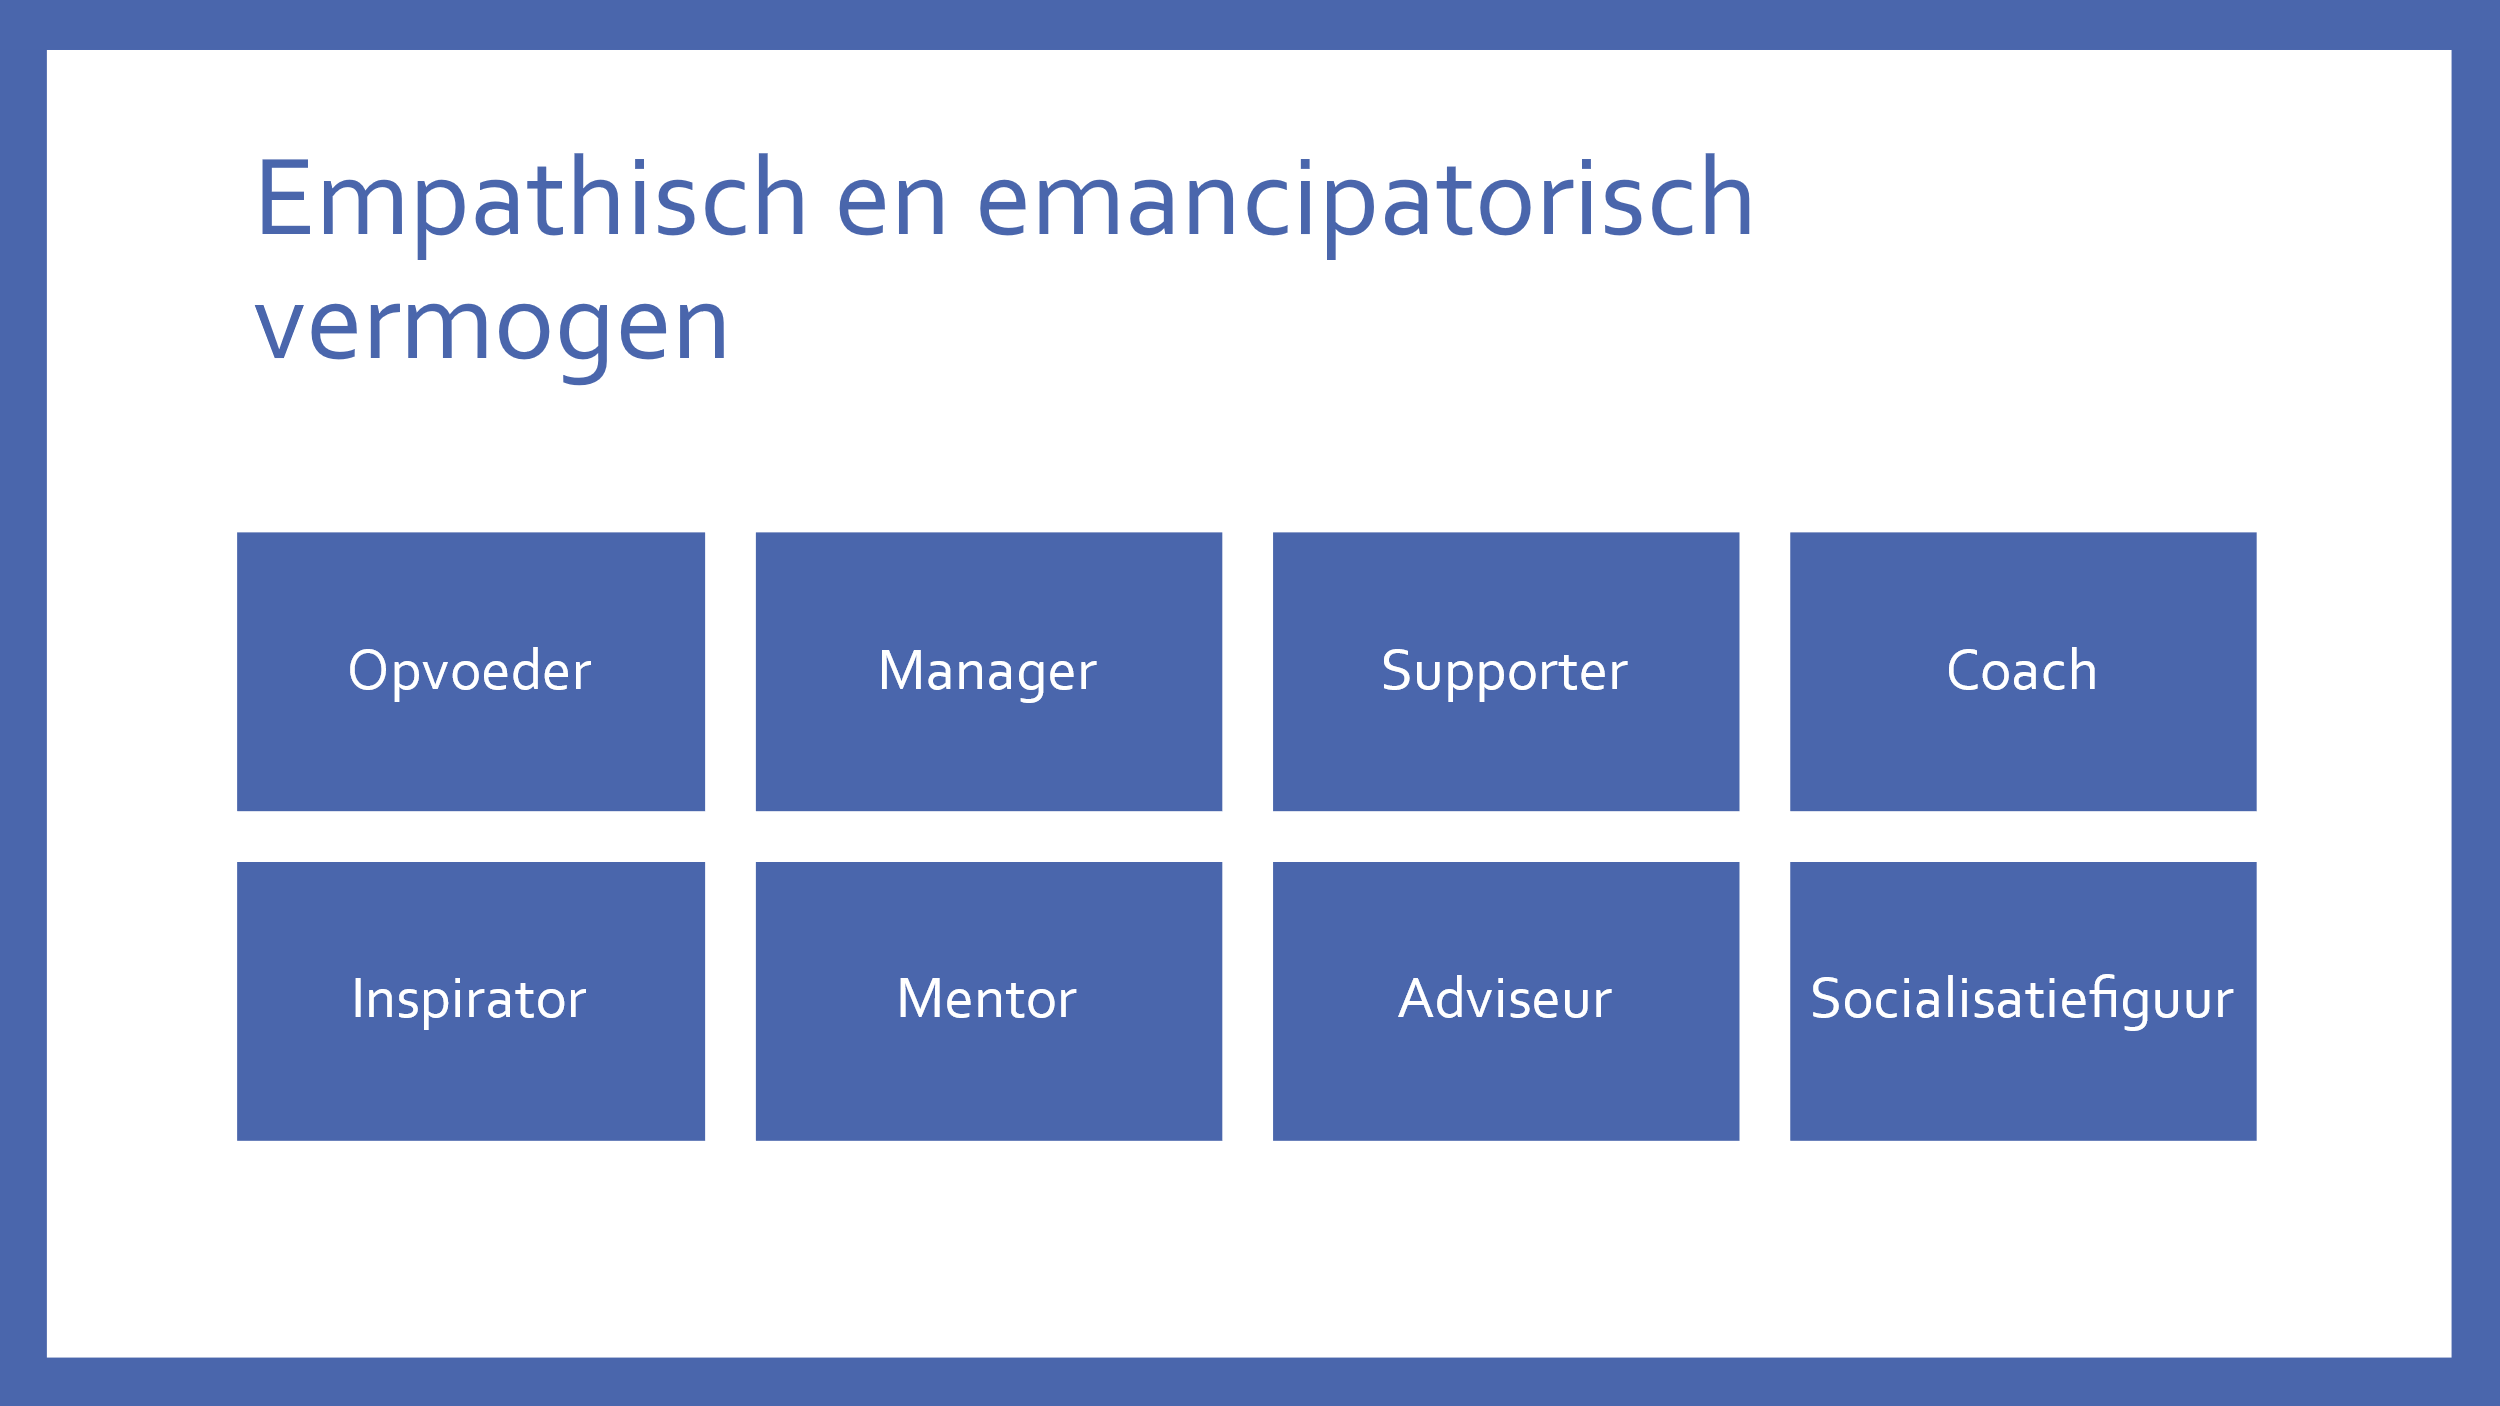 Empathisch en emancipatorisch
vermogen
Opvoeder
Manager
Supporter
Coach
Inspirator
Mentor
Adviseur
Socialisatiefiguur